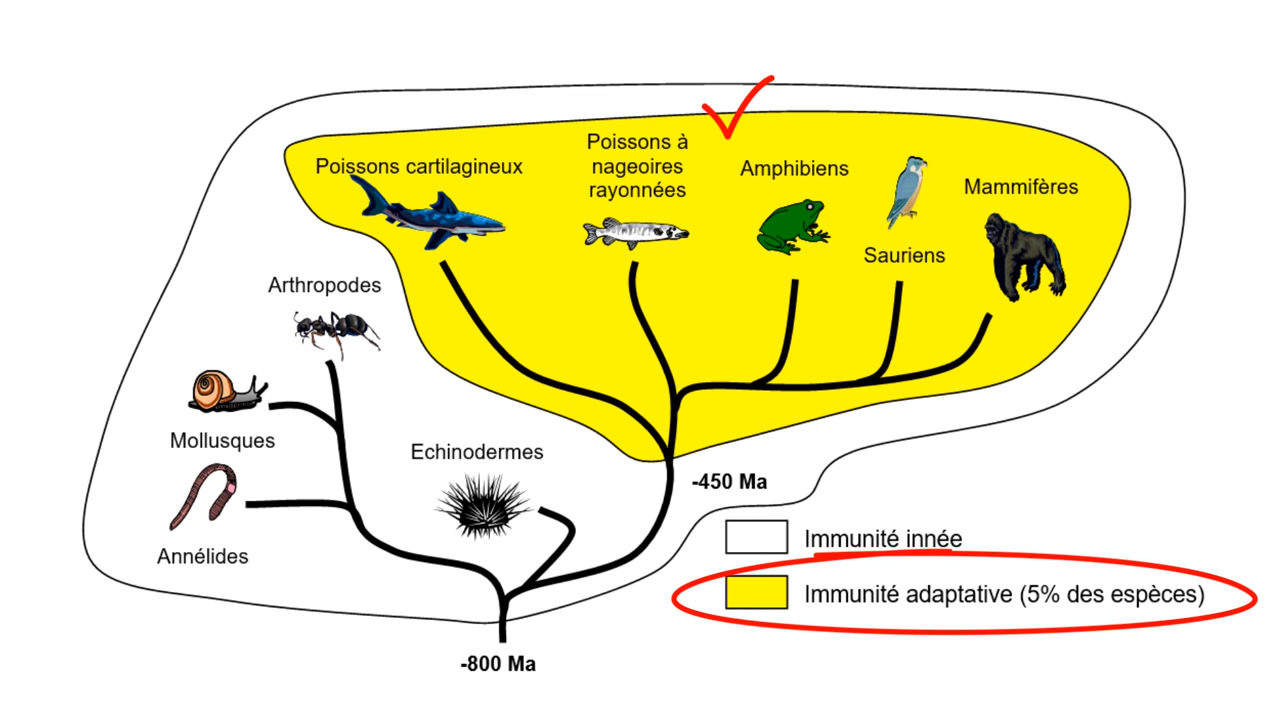 Poissons cartilagineux
Poissons à
nageoires
rayonnées
Amphibiens
Mammifères
Sauriens
Arthropodes
Mollusques
Echinodermes
Annélides
-450 Ma
Immunité innée
Immunité adaptative (5% des espèces)
-800 Ma